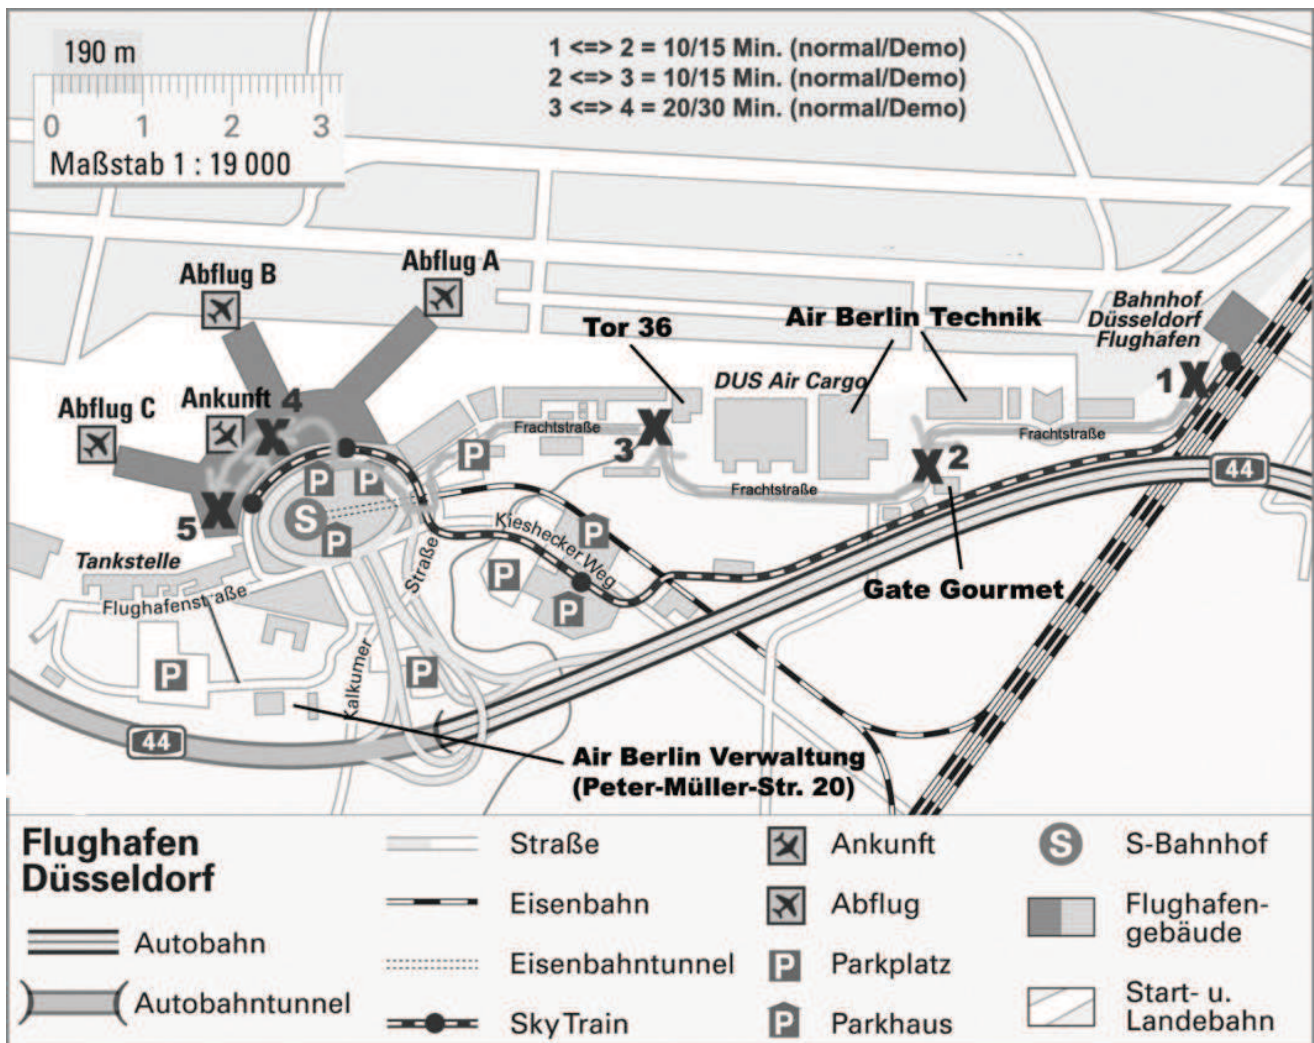 190 m
0 1 2 3
Maßstab 1 : 19 000
1 <=> 2 = 10/15 Min. (normal/Demo)
2 <=> 3 = 10/15 Min. (normal/Demo)
3 <=> 4 = 20/30 Min. (normal/Demo)
Abflug B
Abflug A
Abflug C
Ankunft
4
5
Tor 36
Air Berlin Technik
Bahnhof
Düsseldorf
Flughafen
DUS Air Cargo
1
X
X
X
X
X
2
3
Frachtstraße
Frachtstraße
Frachtstraße
44
P
P
P
P
P
P
P
P
P
S
Kieshecker Weg
Straße
Kalkumer
Tankstelle
Flughafenstraße
Gate Gourmet
44
Air Berlin Verwaltung
(Peter-Müller-Str. 20)
Flughafen
Düsseldorf
Autobahn
Autobahntunnel
Straße
Eisenbahn
Eisenbahntunnel
SkyTrain
Ankunft
Abflug
P Parkplatz
P Parkhaus
S S-Bahnhof
Flughafen-
gebäude
Start- u.
Landebahn